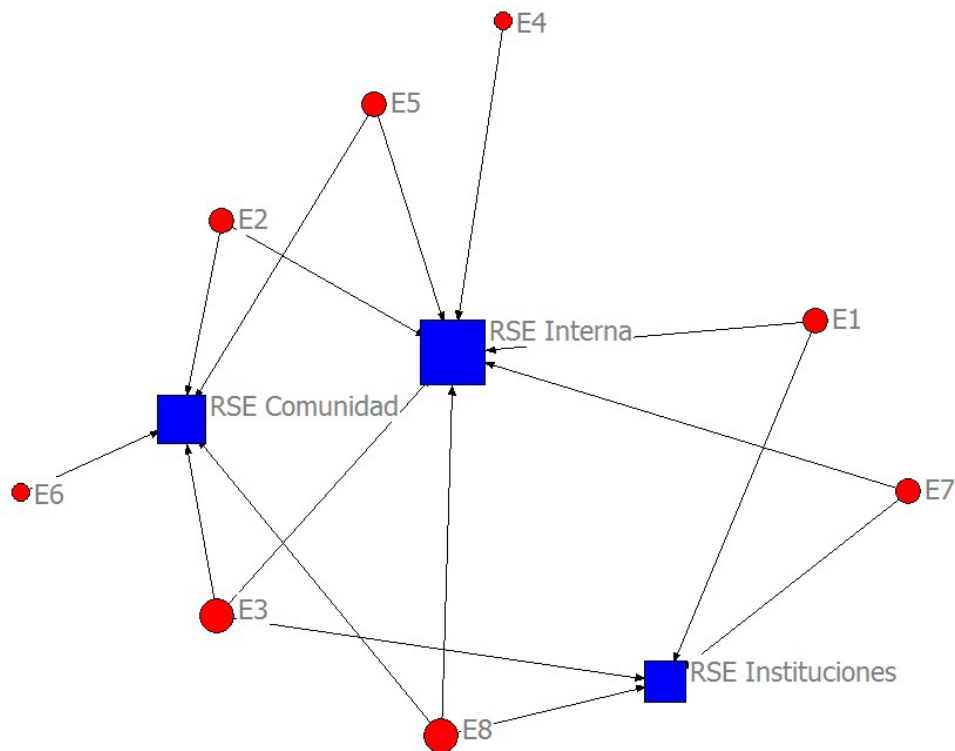 E4
E5
E2
E1
RSE Interna
RSE Comunidad
E6
E7
E3
RSE Instituciones
E8